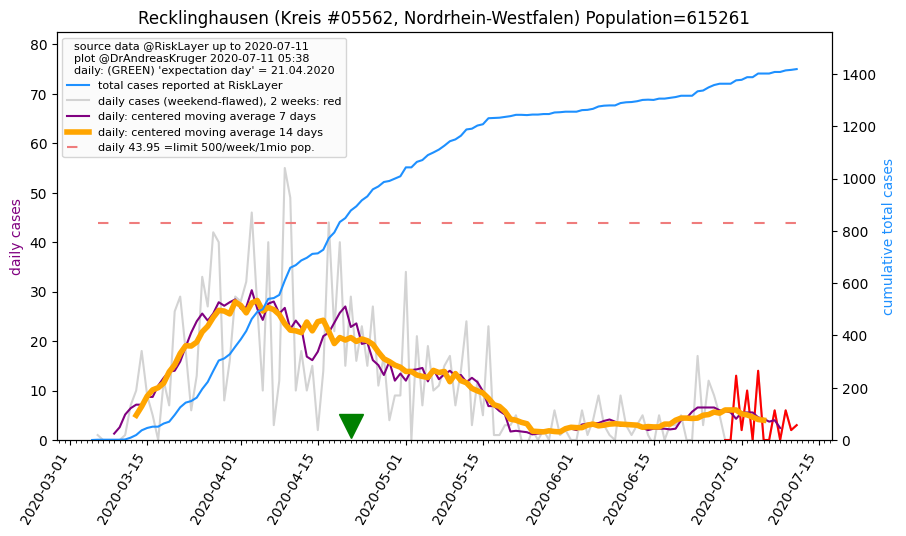 Recklinghausen (Kreis #05562, Nordrhein-Westfalen) Population=615261
source data @RiskLayer up to 2020-07-11
plot @DrAndreasKruger 2020-07-11 05:38
daily: (GREEN) 'expectation day' = 21.04.2020
total cases reported at RiskLayer
daily cases (weekend-flawed), 2 weeks: red
daily: centered moving average 7 days
daily: centered moving average 14 days
daily 43.95 =limit 500/week/1mio pop.
daily cases
80
70
60
50
40
30
20
10
0
cumulative total cases
1400
1200
1000
800
600
400
200
0
2020-03-01
2020-03-15
2020-04-01
2020-04-15
2020-05-01
2020-05-15
2020-06-01
2020-06-15
2020-07-01
2020-07-15